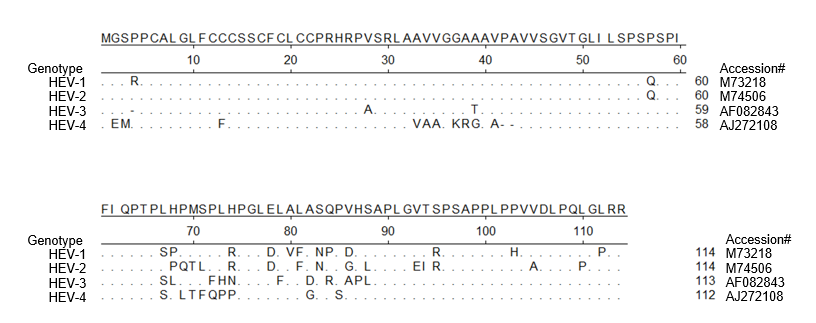 MGSPPCALGLFCCCSSCFCLCCPRHRPVSRLAAVVGGAAAVPAVVSGVTGLILSPSPSPI
10 20 30 40 50 60
Genotype Accession#
HEV-1 ...R....................................................Q... 60 M73218
HEV-2 ........................................................Q... 60 M74506
HEV-3 ...-.......................A..........T..................... 59 AF082843
HEV-4 .EM.........F...................VAA.KRG.A--................. 58 AJ272108
FIQPTPLHPMSPLHPGLELALASQPVHSAPLGVTSPSAPPLPPVVDLPQLGLRR
70 80 90 100 110
Genotype Accession#
HEV-1 ......SP.....R...D.VF.NP.D........R.......H........P.. 114 M73218
HEV-2 .......PQTL..R...D..F.N..G.L....EIR.........A....L.... 114 M74506
HEV-3 ......SL...FHN....F..D.R.APL.......................... 113 AF082843
HEV-4 ......S.LTFQPP.......G..S............................. 112 AJ272108